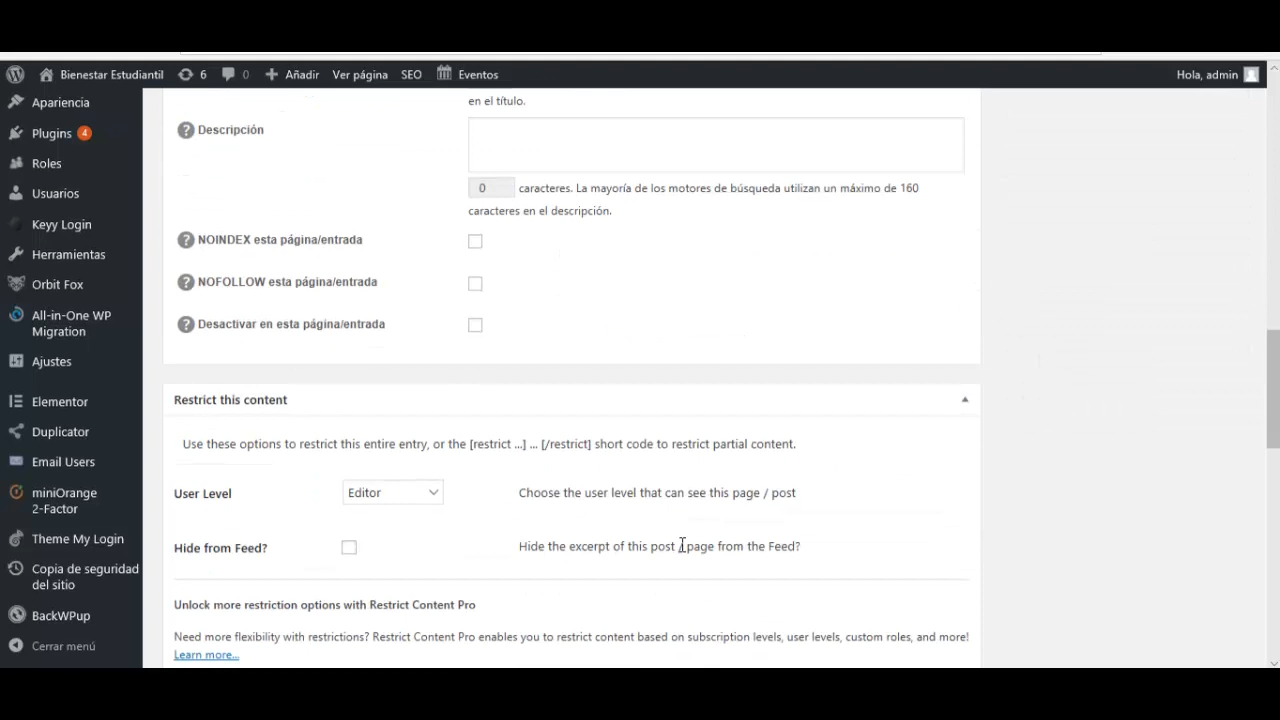 Bienestar Estudiantil
6
0
Añadir
Ver página
SEO
Eventos
Hola, admin
Apariencia
Plugins 4
Roles
Usuarios
Keyy Login
Herramientas
Orbit Fox
All-in-One WP
Migration
Ajustes
Elementor
Duplicator
Email Users
miniOrange
2-Factor
Theme My Login
Copia de seguridad
del sitio
BackWPup
Cerrar menú
en el título.
? Descripción
0 caracteres. La mayoría de los motores de búsqueda utilizan un máximo de 160
caracteres en el descripción.
? NOINDEX esta página/entrada
? NOFOLLOW esta página/entrada
? Desactivar en esta página/entrada
Restrict this content
Use these options to restrict this entire entry, or the [restrict ...] ... [/restrict] short code to restrict partial content.
User Level
Editor
Choose the user level that can see this page / post
Hide from Feed?
Hide the excerpt of this post / page from the Feed?
Unlock more restriction options with Restrict Content Pro
Need more flexibility with restrictions? Restrict Content Pro enables you to restrict content based on subscription levels, user levels, custom roles, and more!
Learn more...